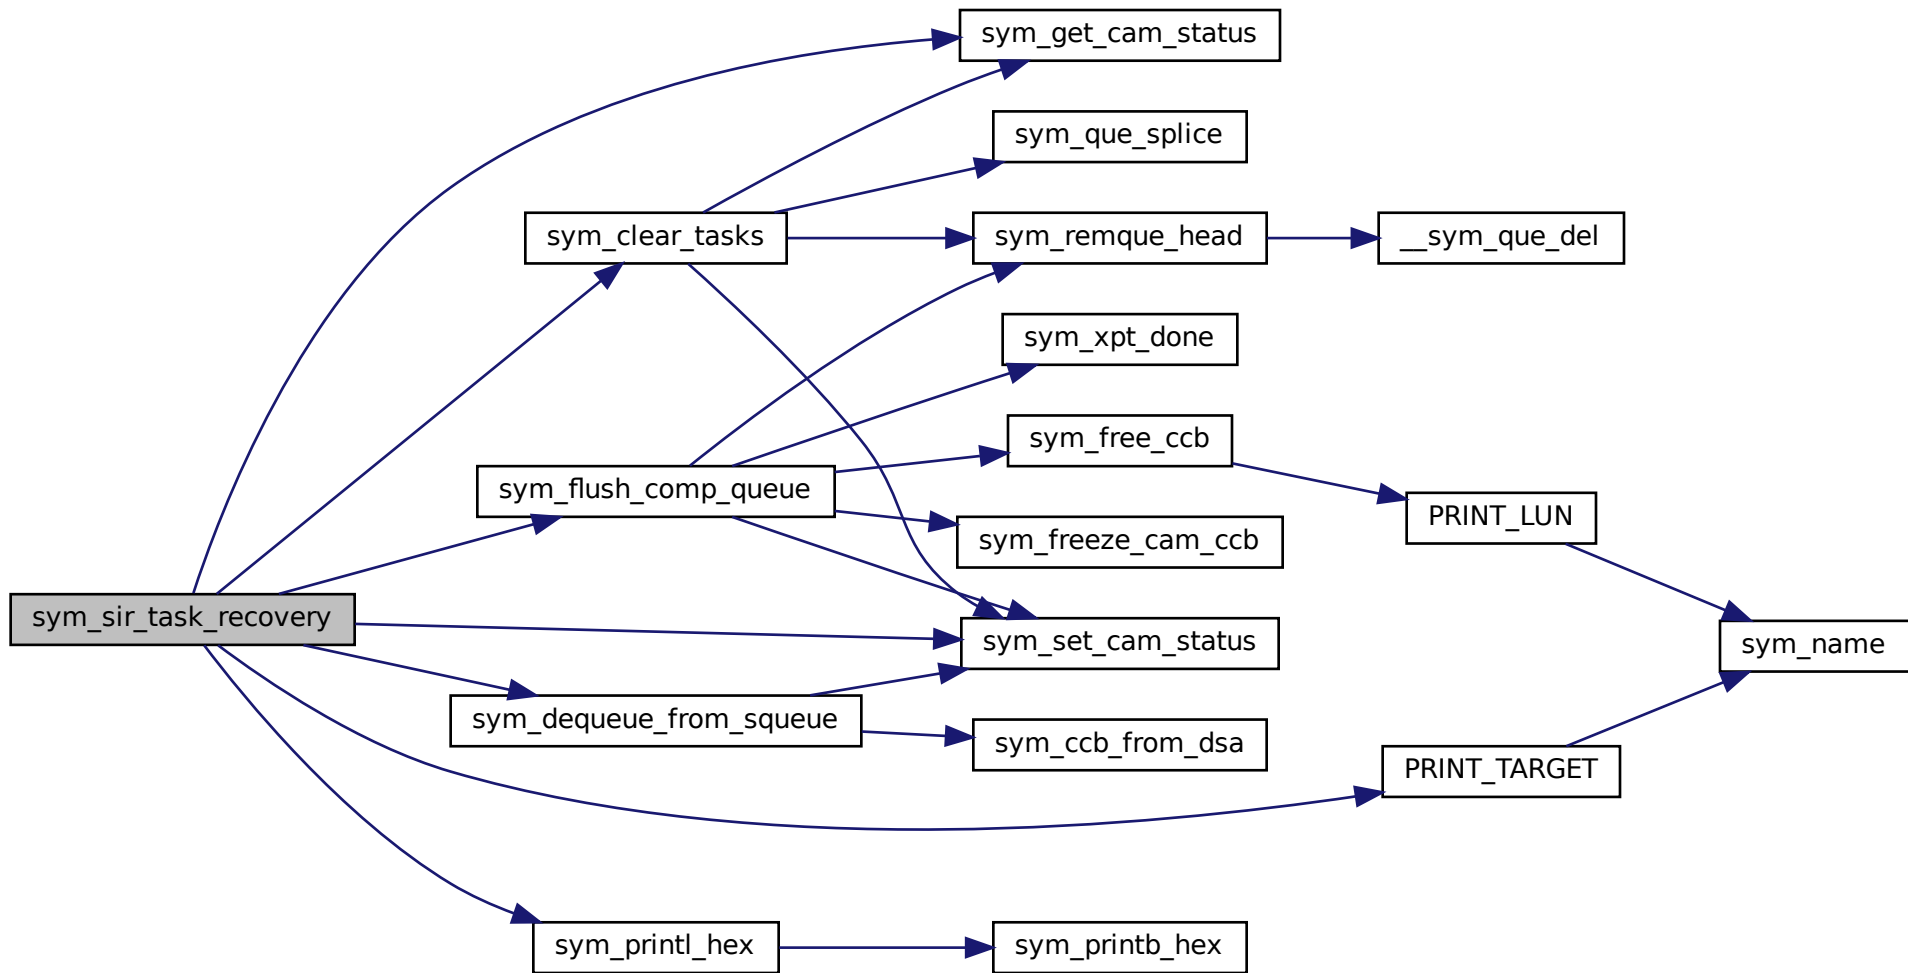 sym_get_cam_status
sym_que_splice
sym_clear_tasks
sym_remque_head
__sym_que_del
sym_xpt_done
sym_free_ccb
sym_flush_comp_queue
PRINT_LUN
sym_freeze_cam_ccb
sym_sir_task_recovery
sym_set_cam_status
sym_name
sym_dequeue_from_squeue
sym_ccb_from_dsa
PRINT_TARGET
sym_printl_hex
sym_printb_hex